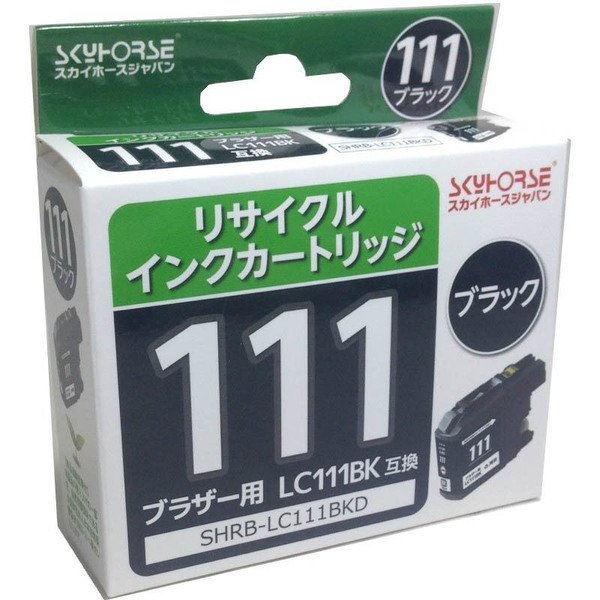 SKYHORSE
スカイホースジャパン
111
ブラック
111
ブラザー用
LC111BK
互換
SHRB-LC111BKD
111
ブラック
リサイクル
インクカートリッジ
111
ブラザー用 LC111BK 互換
SHRB-LC111BKD
SKYHORSE
スカイホースジャパン
ブラック
111
LC111BK